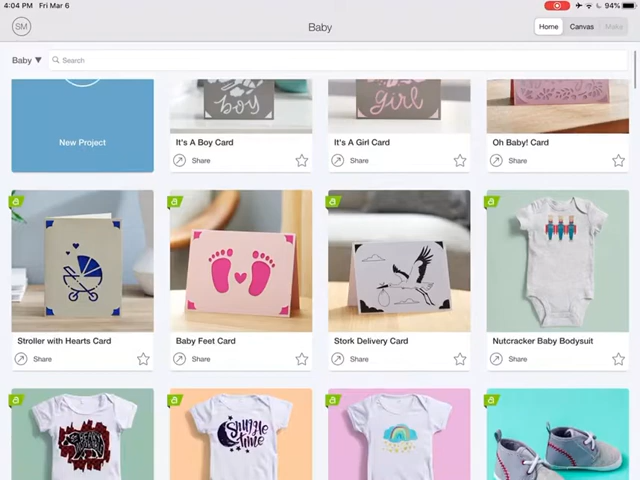 4:04 PM Fri Mar 6
94%
SM
Baby
Home
Canvas
Make
Baby ▼
Search
boy
girl
New Project
It's A Boy Card
It's A Girl Card
Oh Baby! Card
Share
Share
Share
a
a
a
a
Stroller with Hearts Card
Baby Feet Card
Stork Delivery Card
Nutcracker Baby Bodysuit
Share
Share
Share
Share
a
a
a
a
Snuggle
time